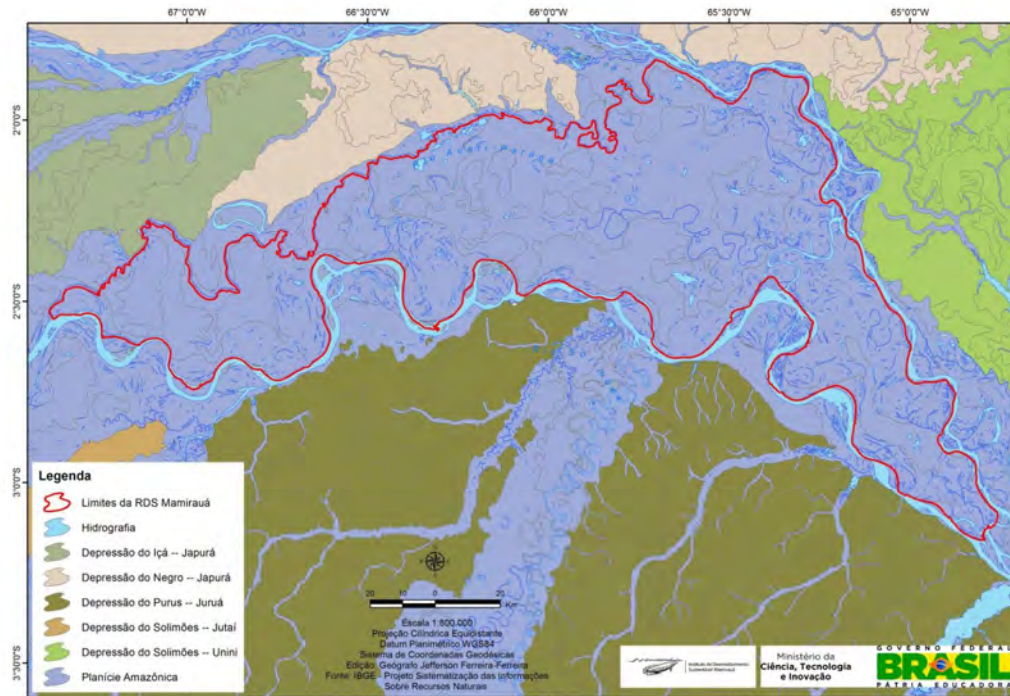 67°0'0"W
66°30'0"W
66°0'0"W
65°30'0"W
65°0'0"W
2°0'0"S
2°30'0"S
3°0'0"S
3°30'0"S
Legenda
Limites da RDS Mamirauá
Hidrografia
Depressão do Içá -- Japurá
Depressão do Negro -- Japurá
Depressão do Purus -- Juruá
Depressão do Solimões -- Jutaí
Depressão do Solimões -- Unini
Planície Amazônica
20 10 0 20
Km
Escala 1:800.000
Projeção Cilíndrica Equidistante
Datum Planimétrico WGS84
Sistema de Coordenadas Geodésicas
Edição: Geógrafo Jefferson Ferreira-Ferreira
Fonte: IBGE - Projeto Sistematização das Informações
Sobre Recursos Naturais
Instituto de Desenvolvimento
Sustentável Mamirauá
Ministério da
Ciência, Tecnologia
e Inovação
GOVERNO FEDERAL
BRASIL
PÁTRIA EDUCADORA